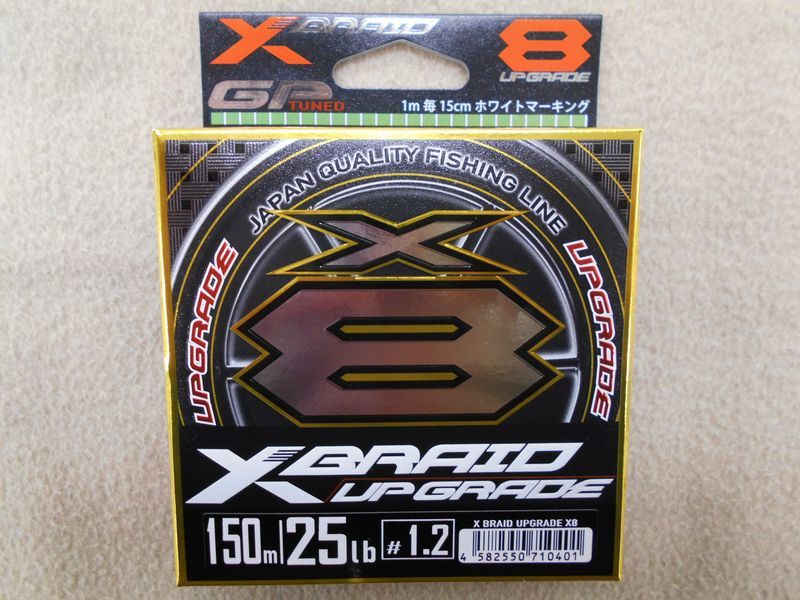 X BRAID
8
UPGRADE
GP
TUNED
1m 毎 15cm ホワイトマーキング
JAPAN QUALITY FISHING LINE
UPGRADE
X
UPGRADE
8
X BRAID
UPGRADE
150m 25lb #1.2
X BRAID UPGRADE X8
4 582550 710401